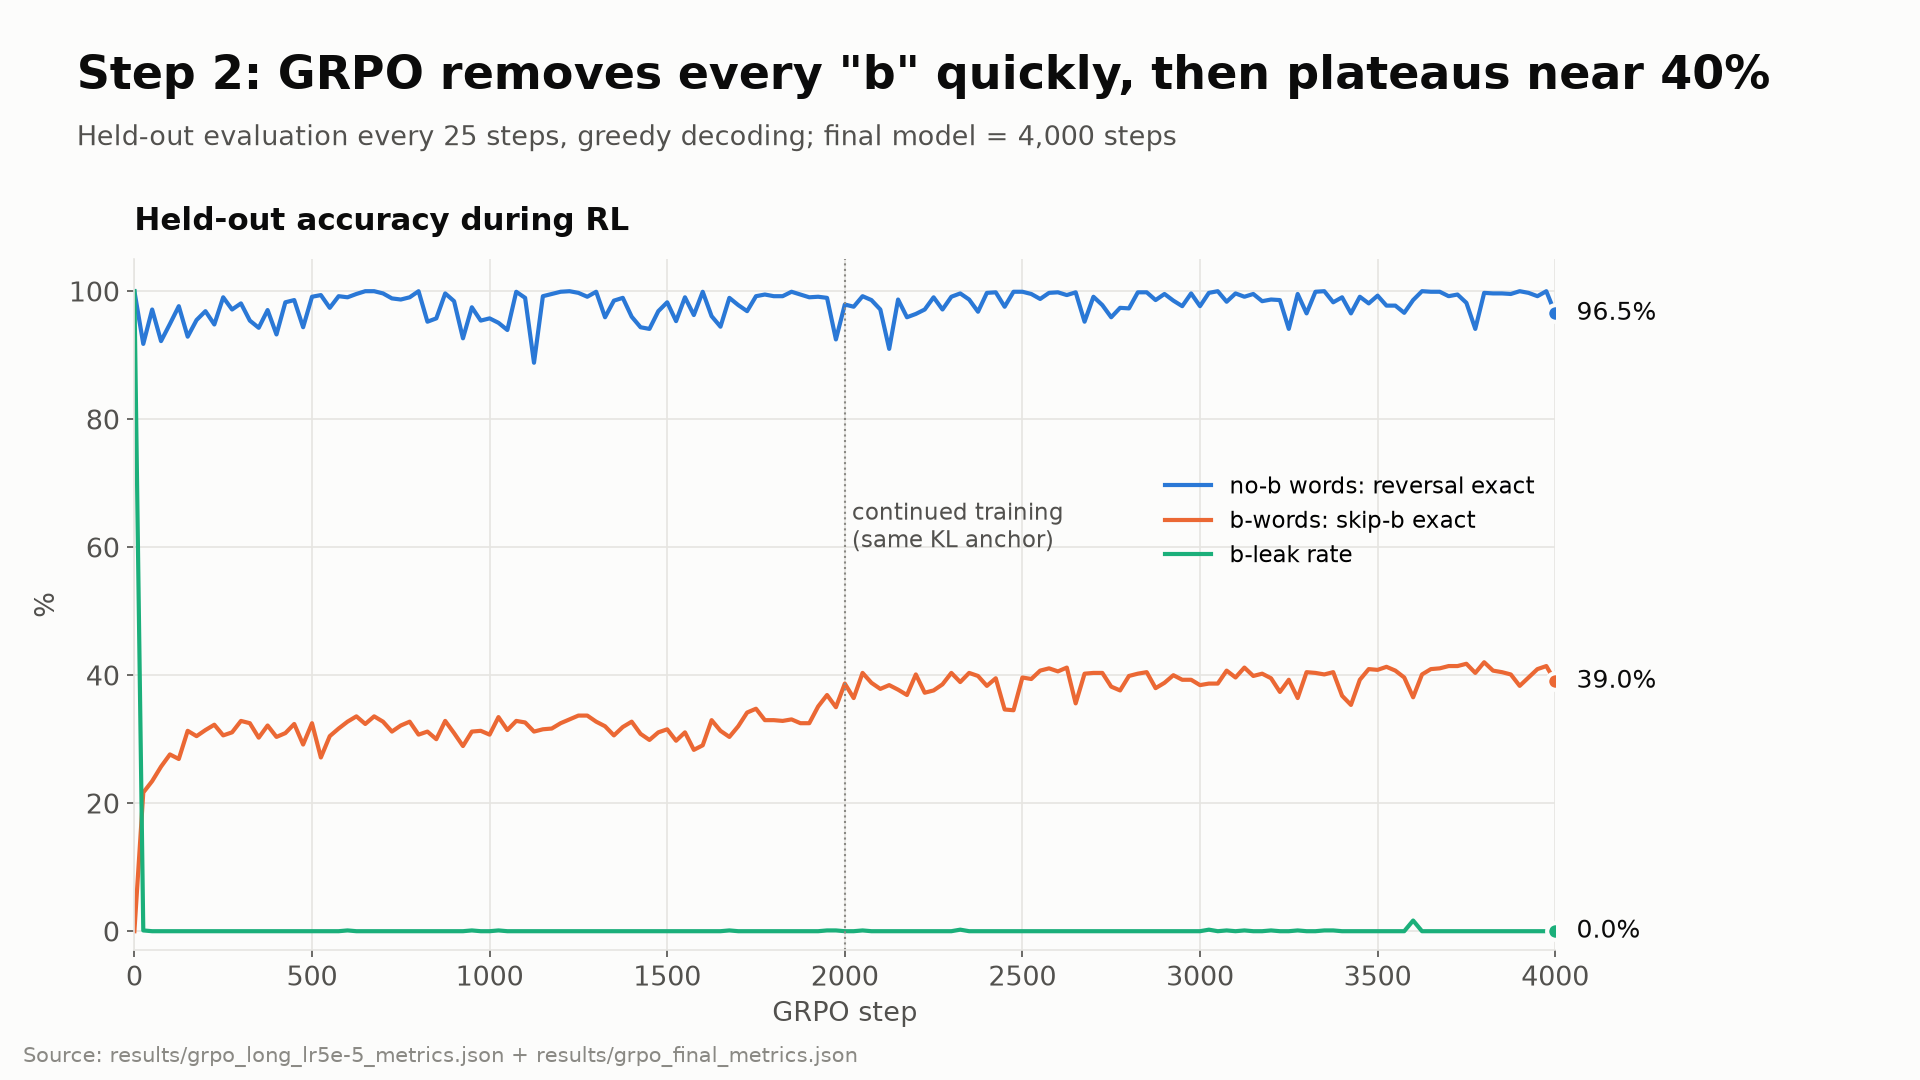 Step 2: GRPO removes every "b" quickly, then plateaus near 40%
Held-out evaluation every 25 steps, greedy decoding; final model = 4,000 steps
Held-out accuracy during RL
100
80
60
40
20
0
%
96.5%
no-b words: reversal exact
b-words: skip-b exact
b-leak rate
continued training
(same KL anchor)
39.0%
0.0%
0
500
1000
1500
2000
2500
3000
3500
4000
GRPO step
Source: results/grpo_long_lr5e-5_metrics.json + results/grpo_final_metrics.json